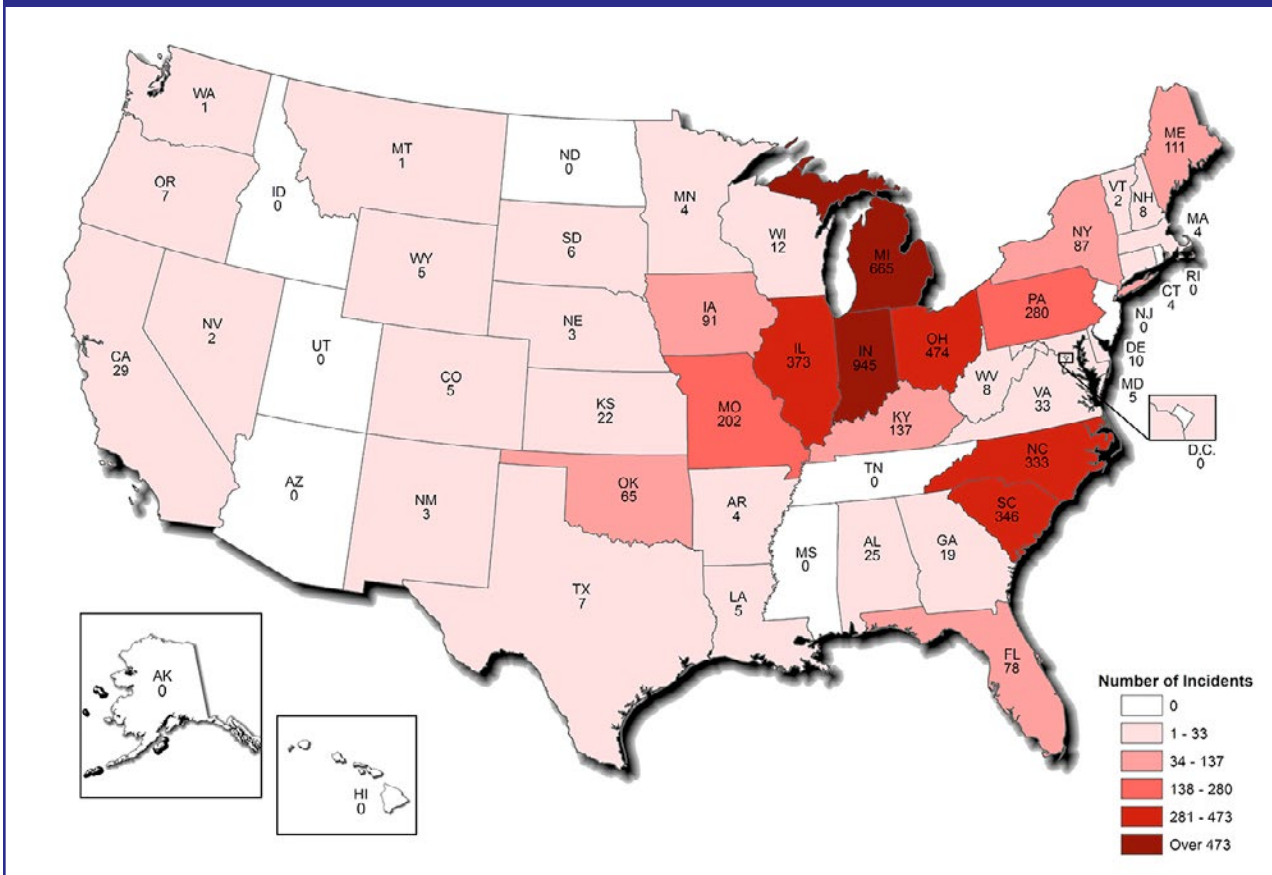 WA
1
MT
1
ND
0
MN
4
OR
7
ID
0
WY
5
SD
6
WI
12
MI
665
ME
111
VT
2
NH
8
MA
4
NY
87
RI
0
CT
4
NJ
0
PA
280
DE
10
MD
5
D.C.
0
CA
29
NV
2
UT
0
CO
5
NE
3
KS
22
IA
91
MO
202
IL
373
IN
945
OH
474
WV
8
VA
33
KY
137
NC
333
SC
346
TN
0
AZ
0
NM
3
OK
65
AR
4
TX
7
LA
5
MS
0
AL
25
GA
19
FL
78
AK
0
HI
0
Number of Incidents
0
1 - 33
34 - 137
138 - 280
281 - 473
Over 473